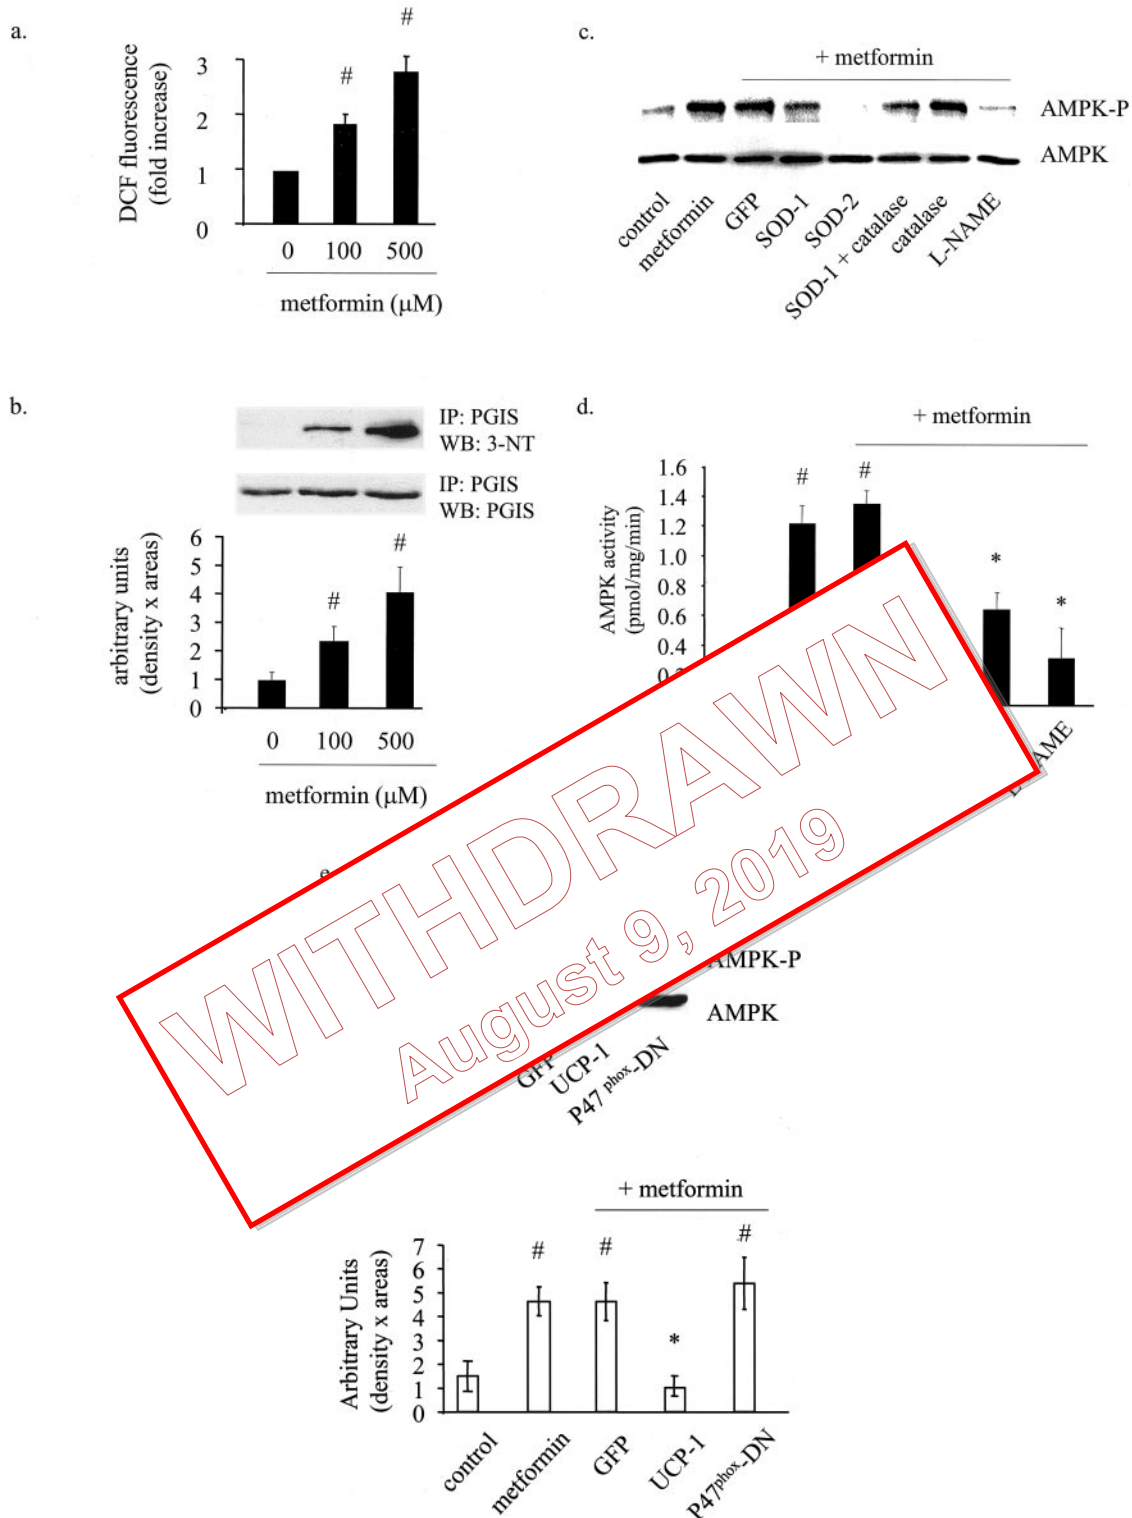 a.
DCF fluorescence
(fold increase)
3
2
1
0
#
#
0 100 500
metformin (μM)
c.
+ metformin
AMPK-P
AMPK
control
metformin
GFP
SOD-1
SOD-2
SOD-1 + catalase
catalase
L-NAME
b.
IP: PGIS
WB: 3-NT
IP: PGIS
WB: PGIS
arbitrary units
(density x areas)
6
5
4
3
2
1
0
#
#
0 100 500
metformin (μM)
d.
+ metformin
AMPK activity
(pmol/mg/min)
1.6
1.4
1.2
1.0
0.8
0.6
0.4
#
#
*
*
WITHDRAWN
August 9, 2019
AMPK-P
AMPK
GFP
UCP-1
P47 phox-DN
+ metformin
Arbitrary Units
(density x areas)
7
6
5
4
3
2
1
0
#
#
*
#
control
metformin
GFP
UCP-1
P47phox-DN